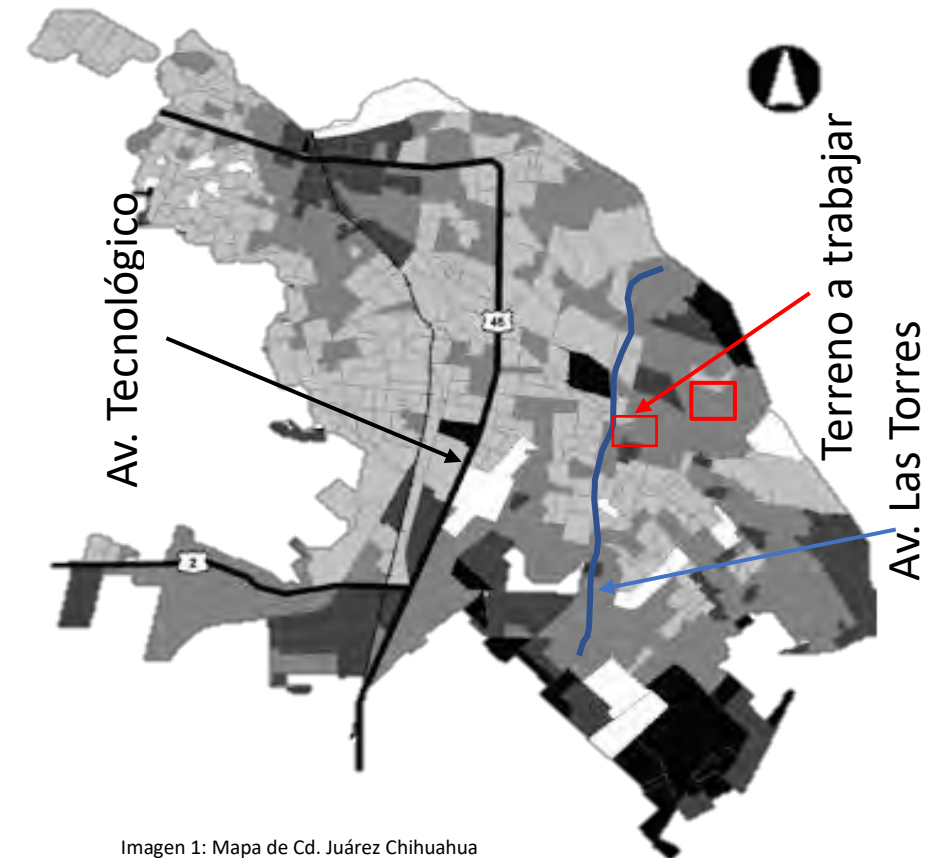 Av. Tecnológico
Terreno a trabajar
Av. Las Torres
45
2
Imagen 1: Mapa de Cd. Juárez Chihuahua